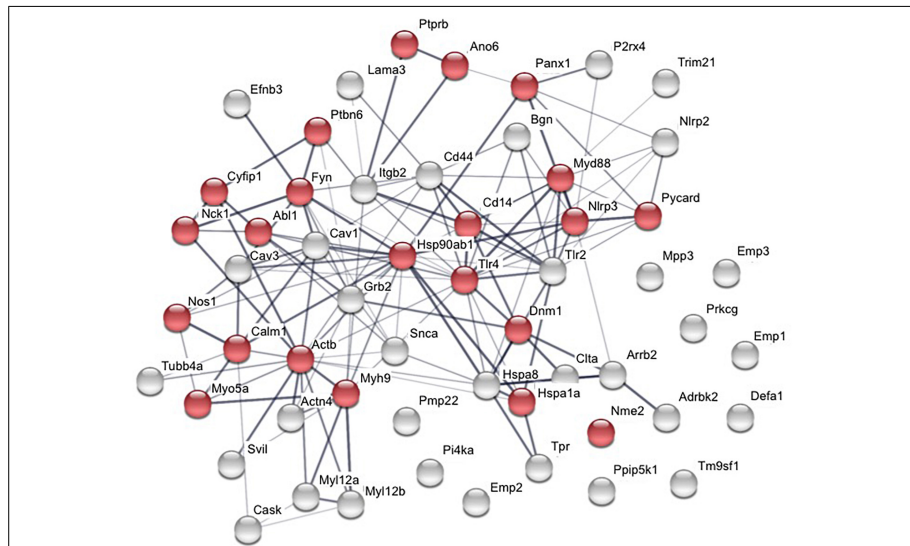 Ptprb
Ano6
P2rx4
Panx1
Trim21
Lama3
Efnb3
Ptbn6
Bgn
Nlrp2
Cd44
Itgb2
Myd88
Cyfip1
Fyn
Pycard
Nck1
Abl1
Cd14
Nlrp3
Cav1
Hsp90ab1
Cav3
Tlr4
Tlr2
Mpp3
Emp3
Grb2
Nos1
Dnm1
Prkcg
Calm1
Snca
Emp1
Actb
Tubb4a
Clta
Arrb2
Myo5a
Myh9
Hspa8
Hspa1a
Actn4
Pmp22
Nme2
Adrbk2
Defa1
Svil
Pi4ka
Tpr
Myl12a
Myl12b
Emp2
Ppip5k1
Tm9sf1
Cask